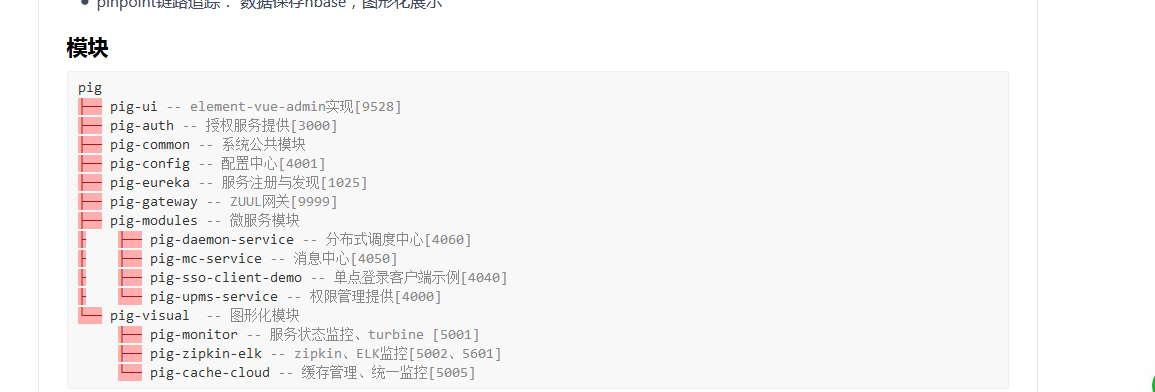 pinpoint链路追踪： 数据保存hbase，图形化展示
模块
pig
├── pig-ui -- element-vue-admin实现[9528]
├── pig-auth -- 授权服务提供[3000]
├── pig-common -- 系统公共模块
├── pig-config -- 配置中心[4001]
├── pig-eureka -- 服务注册与发现[1025]
├── pig-gateway -- ZUUL网关[9999]
├── pig-modules -- 微服务模块
├    ├── pig-daemon-service -- 分布式调度中心[4060]
├    ├── pig-mc-service -- 消息中心[4050]
├    ├── pig-sso-client-demo -- 单点登录客户端示例[4040]
├    └── pig-upms-service -- 权限管理提供[4000]
└── pig-visual  -- 图形化模块
     ├── pig-monitor -- 服务状态监控、turbine [5001]
     ├── pig-zipkin-elk -- zipkin、ELK监控[5002、5601]
     └── pig-cache-cloud -- 缓存管理、统一监控[5005]